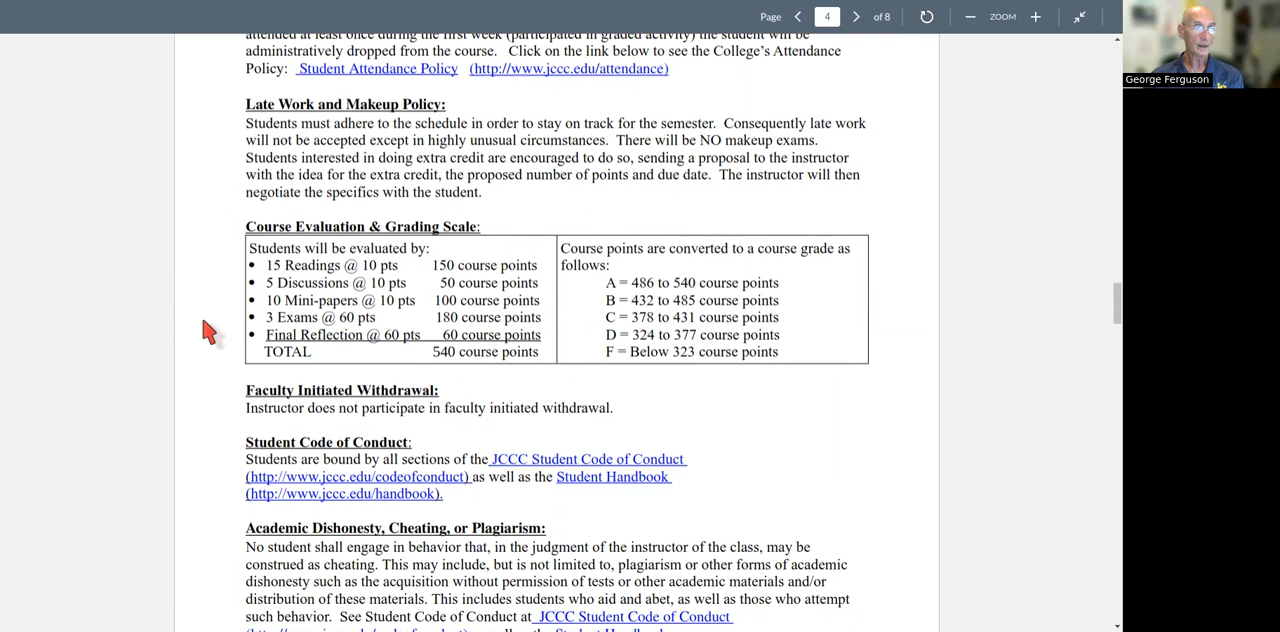 Page 4 of 8 ZOOM
George Ferguson
attended at least once during the first week (participated in graded activity) the student will be
administratively dropped from the course. Click on the link below to see the College's Attendance
Policy: Student Attendance Policy (http://www.jccc.edu/attendance)
Late Work and Makeup Policy:
Students must adhere to the schedule in order to stay on track for the semester. Consequently late work
will not be accepted except in highly unusual circumstances. There will be NO makeup exams.
Students interested in doing extra credit are encouraged to do so, sending a proposal to the instructor
with the idea for the extra credit, the proposed number of points and due date. The instructor will then
negotiate the specifics with the student.
Course Evaluation & Grading Scale:
Students will be evaluated by:
• 15 Readings @ 10 pts 150 course points
• 5 Discussions @ 10 pts 50 course points
• 10 Mini-papers @ 10 pts 100 course points
• 3 Exams @ 60 pts 180 course points
• Final Reflection @ 60 pts 60 course points
TOTAL 540 course points
Course points are converted to a course grade as
follows:
A = 486 to 540 course points
B = 432 to 485 course points
C = 378 to 431 course points
D = 324 to 377 course points
F = Below 323 course points
Faculty Initiated Withdrawal:
Instructor does not participate in faculty initiated withdrawal.
Student Code of Conduct:
Students are bound by all sections of the JCCC Student Code of Conduct
(http://www.jccc.edu/codeofconduct) as well as the Student Handbook
(http://www.jccc.edu/handbook).
Academic Dishonesty, Cheating, or Plagiarism:
No student shall engage in behavior that, in the judgment of the instructor of the class, may be
construed as cheating. This may include, but is not limited to, plagiarism or other forms of academic
dishonesty such as the acquisition without permission of tests or other academic materials and/or
distribution of these materials. This includes students who aid and abet, as well as those who attempt
such behavior. See Student Code of Conduct at JCCC Student Code of Conduct